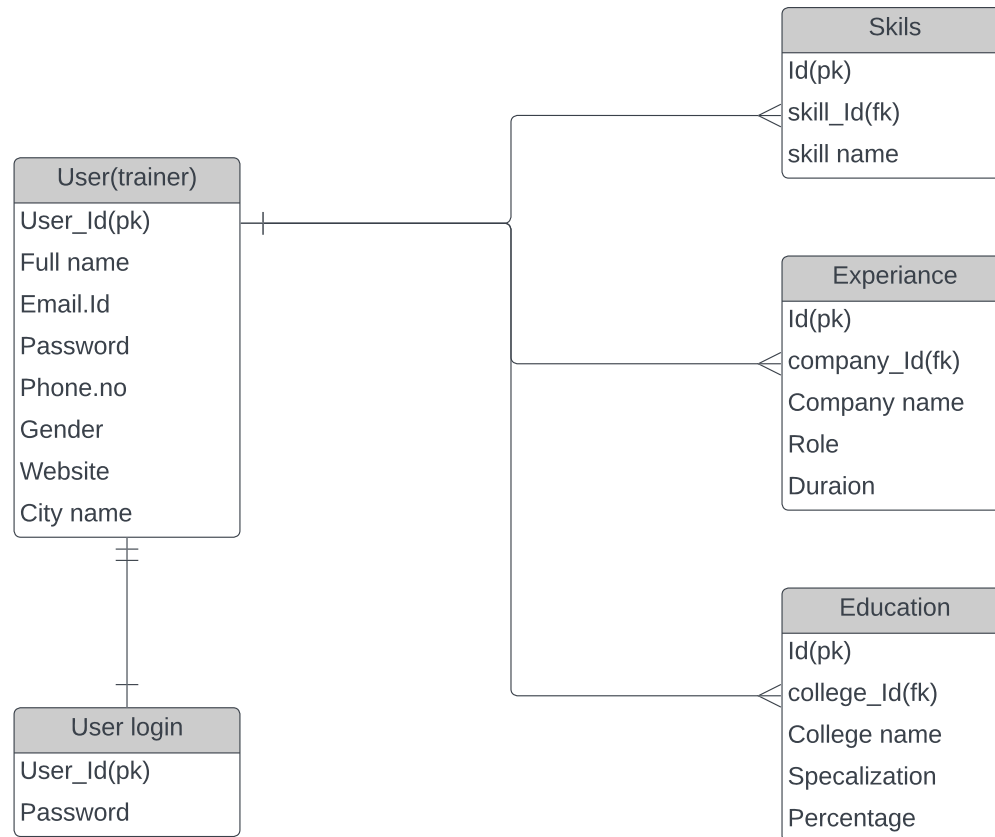 User(trainer)
User_Id(pk)
Full name
Email.Id
Password
Phone.no
Gender
Website
City name
User login
User_Id(pk)
Password
Skils
Id(pk)
skill_Id(fk)
skill name
Experiance
Id(pk)
company_Id(fk)
Company name
Role
Duraion
Education
Id(pk)
college_Id(fk)
College name
Specalization
Percentage